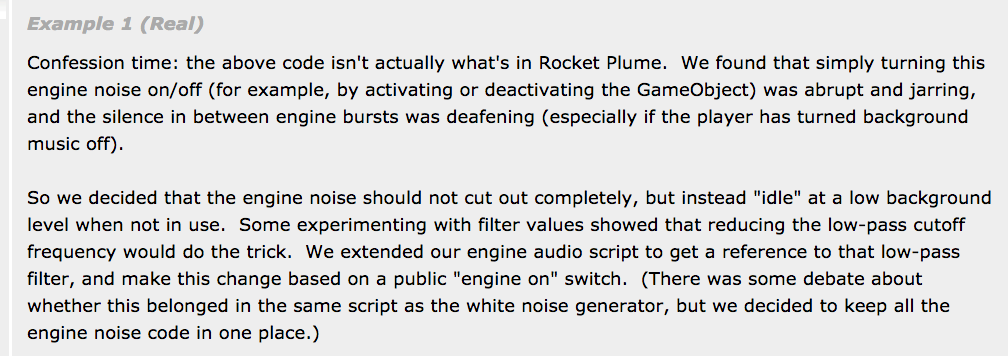 Example 1 (Real)
Confession time: the above code isn't actually what's in Rocket Plume.  We found that simply turning this
engine noise on/off (for example, by activating or deactivating the GameObject) was abrupt and jarring,
and the silence in between engine bursts was deafening (especially if the player has turned background
music off).
So we decided that the engine noise should not cut out completely, but instead "idle" at a low background
level when not in use.  Some experimenting with filter values showed that reducing the low-pass cutoff
frequency would do the trick.  We extended our engine audio script to get a reference to that low-pass
filter, and make this change based on a public "engine on" switch.  (There was some debate about
whether this belonged in the same script as the white noise generator, but we decided to keep all the
engine noise code in one place.)